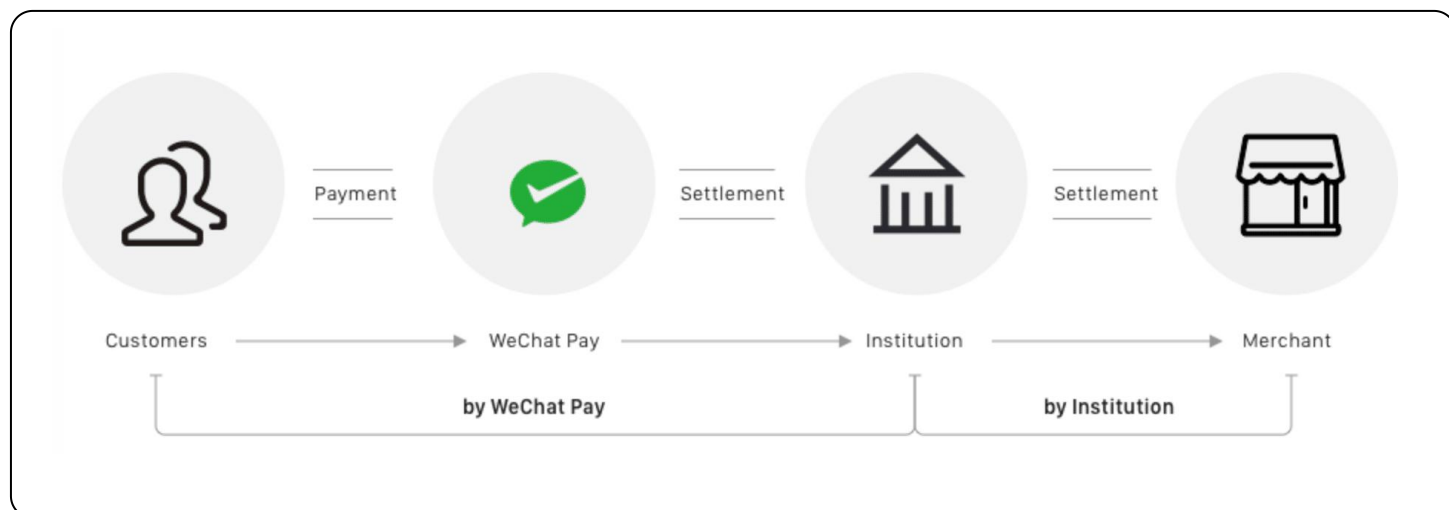 Payment
Settlement
Settlement
Customers
WeChat Pay
Institution
Merchant
by WeChat Pay
by Institution